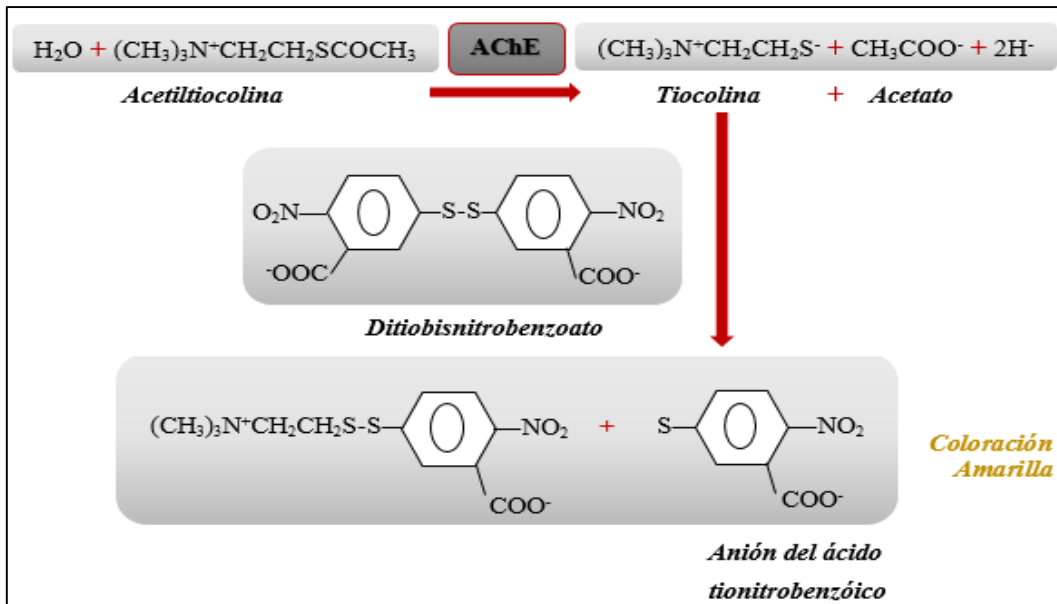 H₂O + (CH₃)₃N⁺CH₂CH₂SCOCH₃ AChE (CH₃)₃N⁺CH₂CH₂S⁻ + CH₃COO⁻ + 2H⁻
Acetiltiocolina Tiocolina + Acetato
O₂N S-S NO₂
⁻OOC COO⁻
Ditiobisnitrobenzoato
(CH₃)₃N⁺CH₂CH₂S-S NO₂ + S NO₂
COO⁻ COO⁻
Coloración
Amarilla
Anión del ácido
tionitrobenzóico